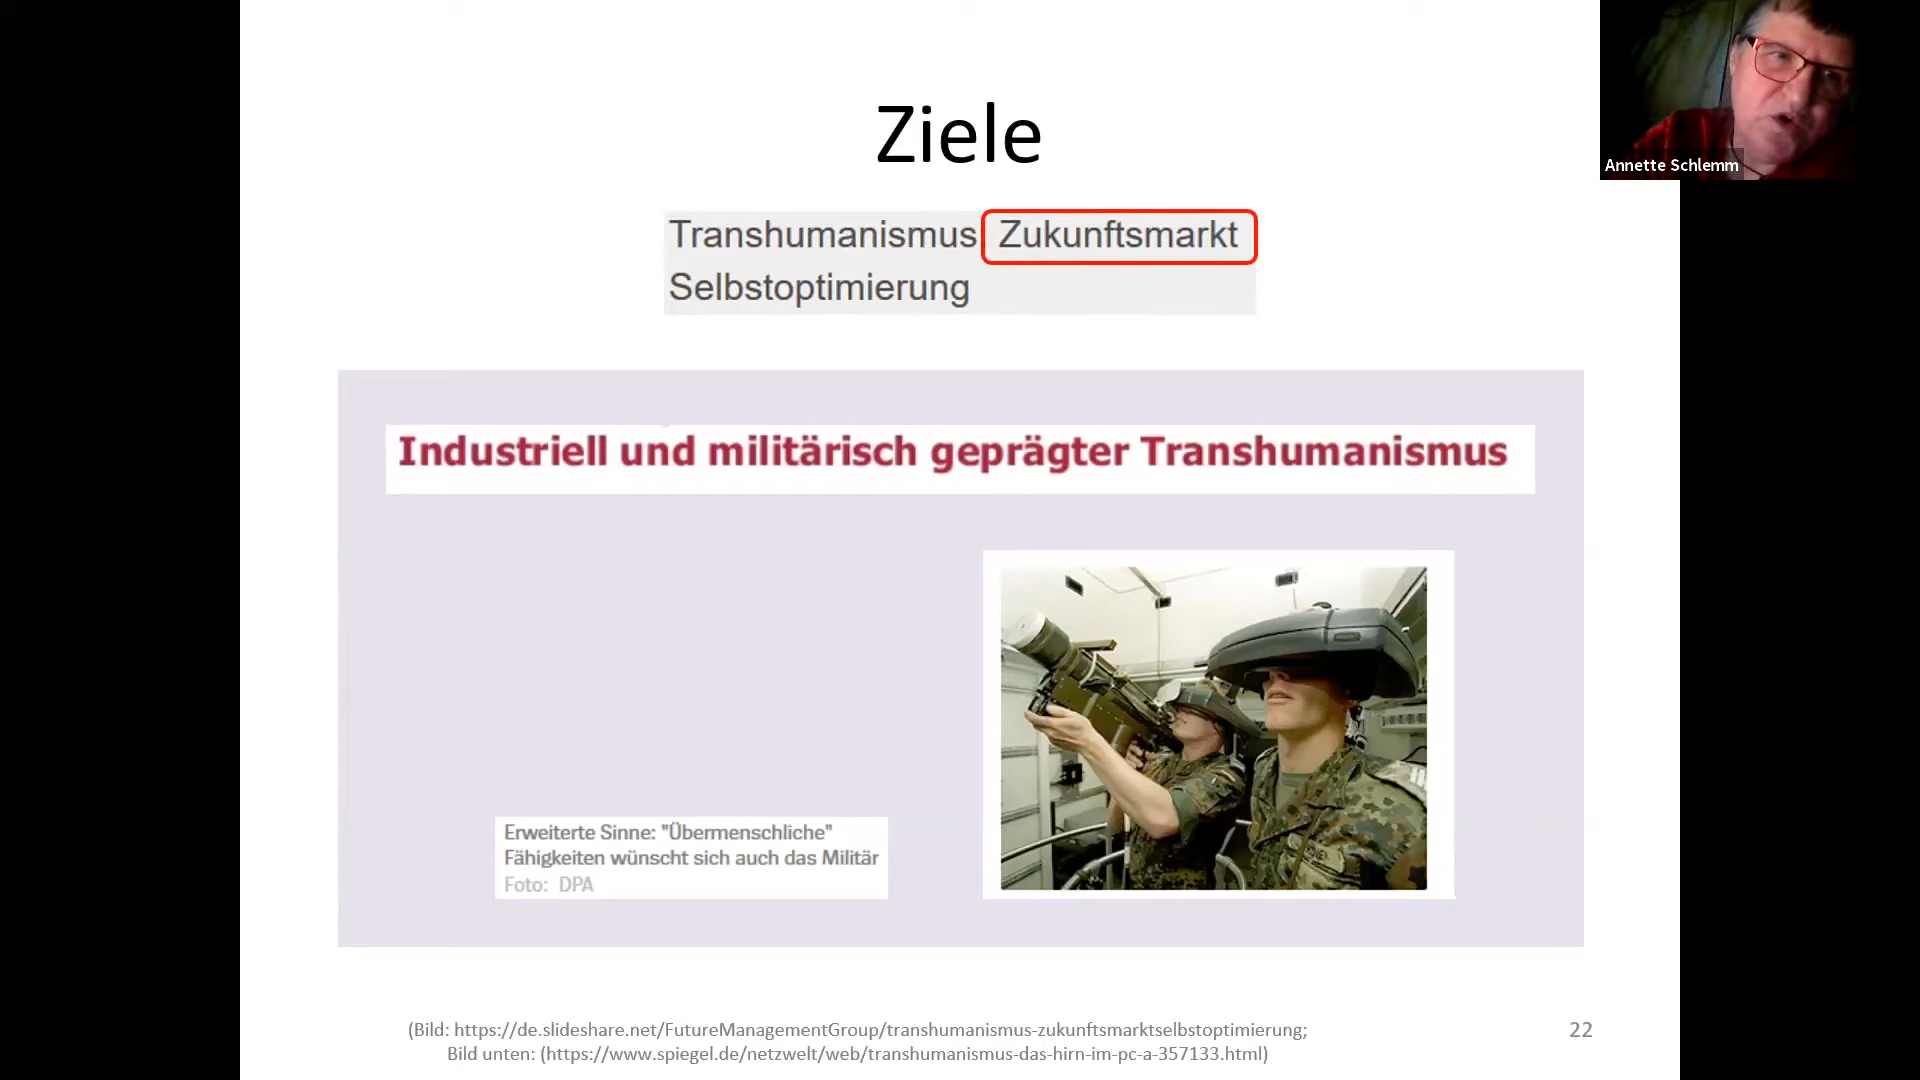 Ziele
Annette Schlemm
Transhumanismus Zukunftsmarkt
Selbstoptimierung
Industriell und militärisch geprägter Transhumanismus
Erweiterte Sinne: "Übermenschliche"
Fähigkeiten wünscht sich auch das Militär
Foto: DPA
(Bild: https://de.slideshare.net/FutureManagementGroup/transhumanismus-zukunftsmarktselbstoptimierung;
Bild unten: (https://www.spiegel.de/netzwelt/web/transhumanismus-das-hirn-im-pc-a-357133.html)
22